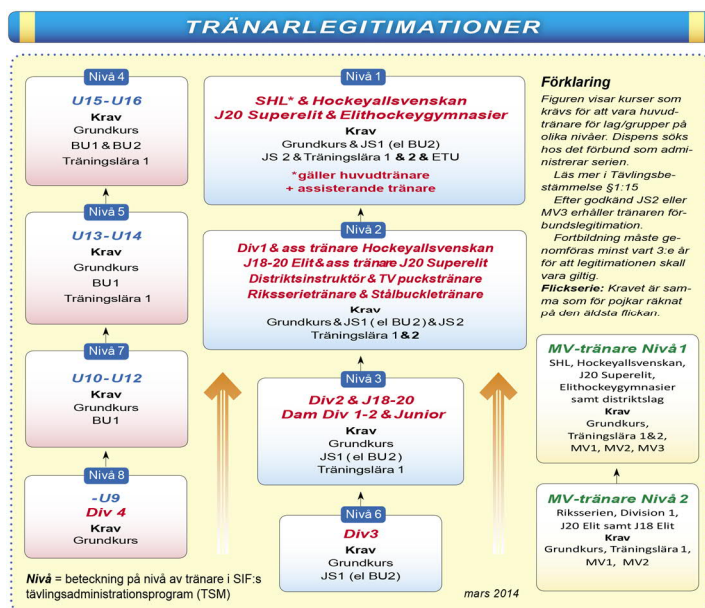 TRÄNARLEGITIMATIONER
Nivå 4
U15-U16
Krav
Grundkurs
BU1 & BU2
Träningslära 1
Nivå 5
U13-U14
Krav
Grundkurs
BU1
Träningslära 1
Nivå 7
U10-U12
Krav
Grundkurs
BU1
Nivå 8
-U9
Div 4
Krav
Grundkurs
Nivå = beteckning på nivå av tränare i SIF:s
tävlingsadministrationsprogram (TSM)
Nivå 1
SHL* & Hockeyallsvenskan
J20 Superelit & Elithockeygymnasier
Krav
Grundkurs & JS1 (el BU2)
JS 2 & Träningslära 1 & 2 & ETU
*gäller huvudtränare
+ assisterande tränare
Nivå 2
Div1 & ass tränare Hockeyallsvenskan
J18-20 Elit & ass tränare J20 Superelit
Distriktsinstruktör & TV puckstränare
Riksserietränare & Stålbuckletränare
Krav
Grundkurs & JS1 ( el BU2) & JS2
Träningslära 1 &2
Nivå 3
Div2 & J18-20
Dam Div 1-2 & Junior
Krav
Grundkurs
JS1 (el BU2)
Träningslära 1
Nivå 6
Div3
Krav
Grundkurs
JS1 (el BU2)
Förklaring
Figuren visar kurser som
krävs för att vara huvud-
tränare för lag/grupper på
olika nivåer. Dispens söks
hos det förbund som admi-
nistrerar serien.
Läs mer i Tävlingsbe-
stämmelse §1:15
Efter godkänd JS2 eller
MV3 erhåller tränaren för-
bundslegitimation.
Fortbildning måste ge-
nomföras minst vart 3:e år
för att legitimationen skall
vara giltig.
Flickserie: Kravet är sam-
ma som för pojkar räknat
på den äldsta flickan.
MV-tränare Nivå1
SHL, Hockeyallsvenskan,
J20 Superelit,
Elithockeygymnasier
samt distriktslag
Krav
Grundkurs,
Träningslära 1&2,
MV1, MV2, MV3
MV-tränare Nivå 2
Riksserien, Division 1,
J20 Elit samt J18 Elit
Krav
Grundkurs, Träningslära 1,
MV1, MV2
mars 2014